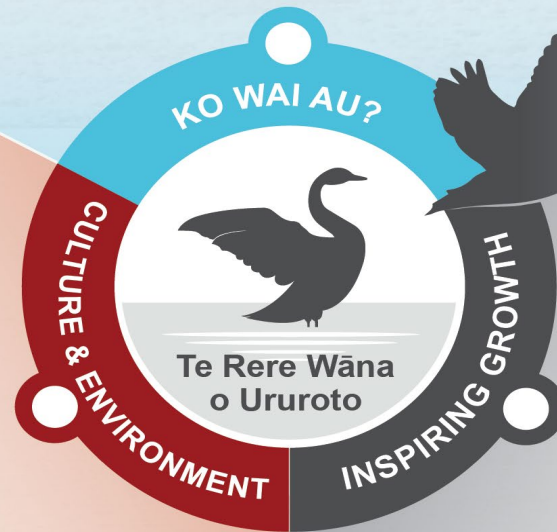 KO WAI AU?
CULTURE & ENVIRONMENT
INSPIRING GROWTH
Te Rere Wāna
o Ururoto